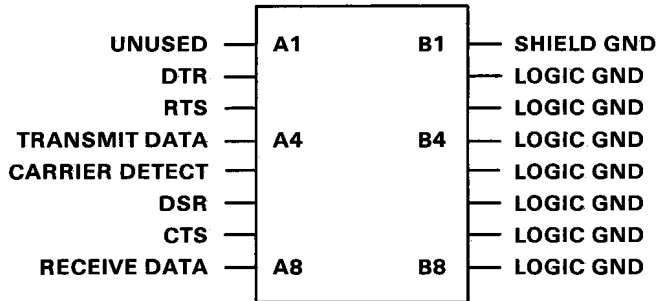 UNUSED A1 B1 SHIELD GND
DTR LOGIC GND
RTS LOGIC GND
TRANSMIT DATA A4 B4 LOGIC GND
CARRIER DETECT LOGIC GND
DSR LOGIC GND
CTS LOGIC GND
RECEIVE DATA A8 B8 LOGIC GND